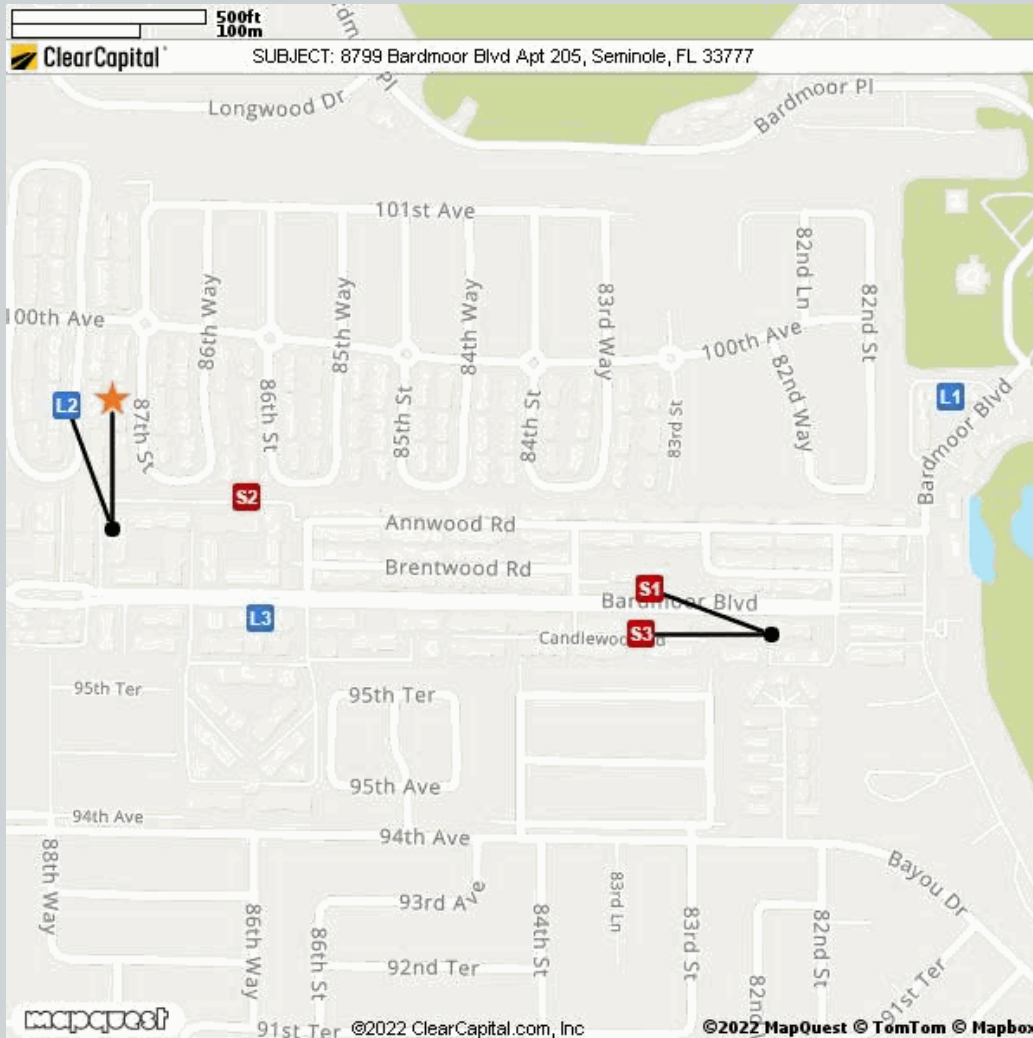 500ft
100m
ClearCapital
SUBJECT: 8799 Bardmoor Blvd Apt 205, Seminole, FL 33777
Longwood Dr
Pl
Bardmoor Pl
101st Ave
100th Ave
86th Way
85th Way
84th Way
83rd Way
82nd Ln
82nd St
100th Ave
82nd Way
L2
87th St
86th St
85th St
84th St
83rd St
L1
Bardmoor Blvd
S2
Annwood Rd
Brentwood Rd
S1
Bardmoor Blvd
L3
S3
95th Ter
95th Ter
95th Ave
94th Ave
94th Ave
88th Way
86th Way
86th St
93rd Ave
92nd Ter
84th St
83rd Ln
83rd St
82nd St
Bayou Dr
91st Ter
91st Ter
mapquest
©2022 ClearCapital.com, Inc
©2022 MapQuest © TomTom © Mapbox